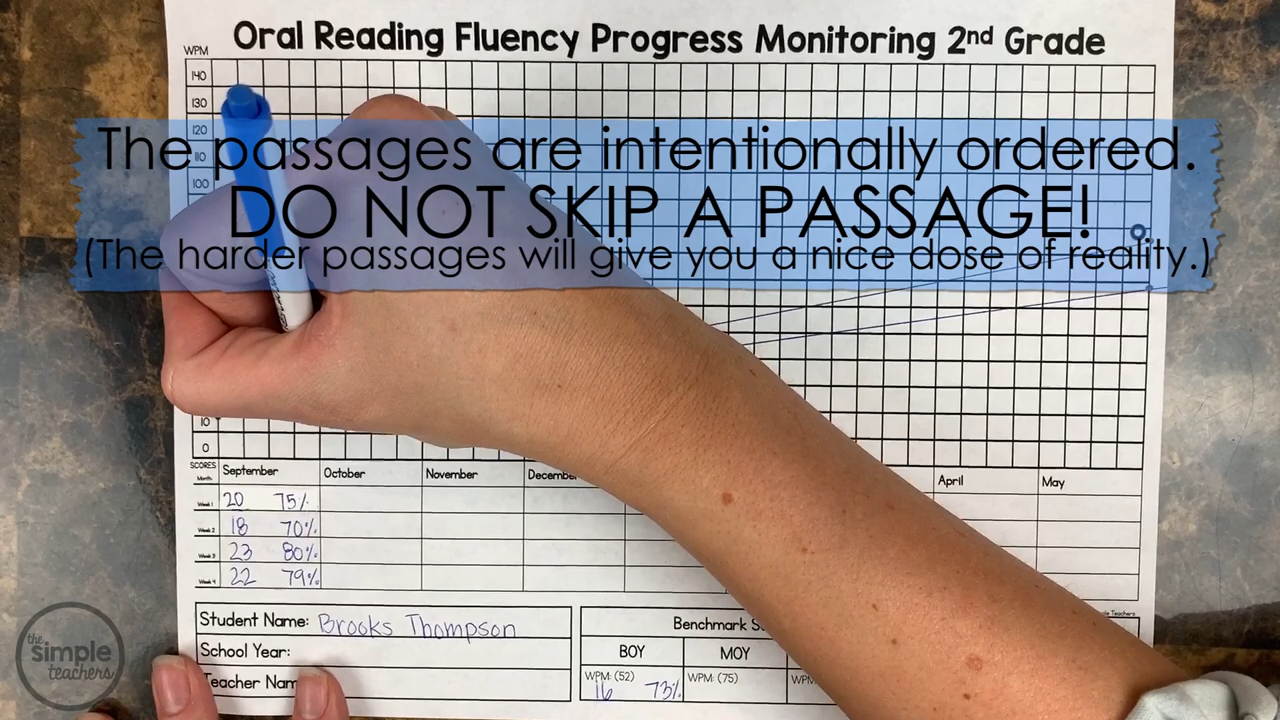 Oral Reading Fluency Progress Monitoring 2nd Grade
WPM
140
130
120
110
100
The passages are intentionally ordered.
DO NOT SKIP A PASSAGE!
(The harder passages will give you a nice dose of reality.)
10
0
SCORES Month September October November December April May
Week 1 20 75%
Week 2 18 70%
Week 3 23 80%
Week 4 22 79%
Student Name: Brooks Thompson
School Year:
Teacher Nam
Benchmark S
BOY MOY
WPM: (52) WPM: (75) WPM
16 73%
Teachers
the
simple
teachers